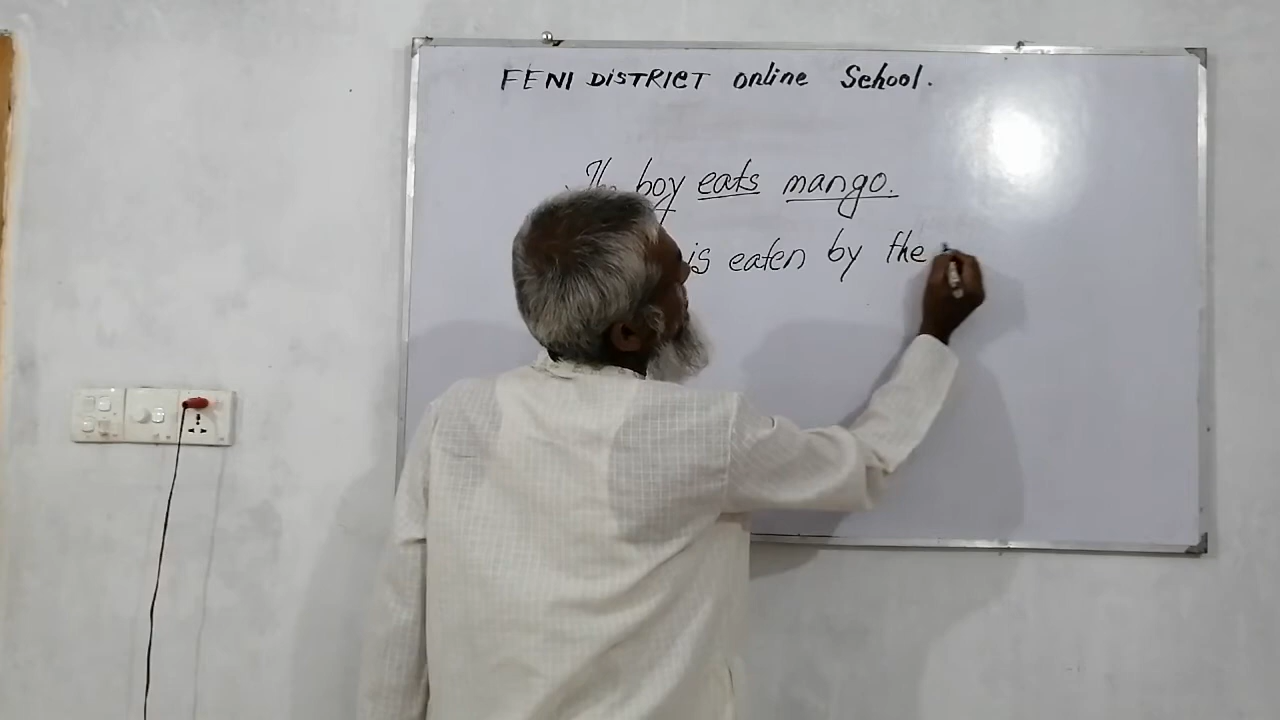 FENI DISTRICT online School.
The boy eats mango.
is eaten by the